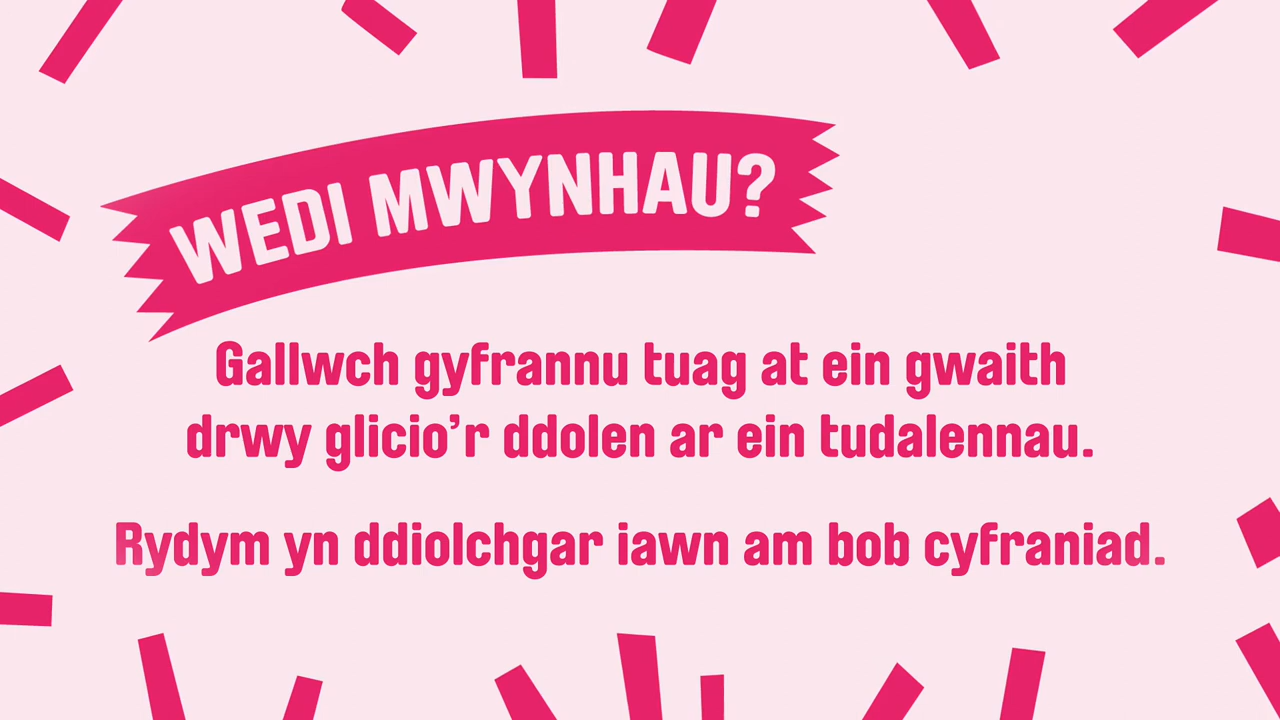 WEDI MWYNHAU?
Gallwch gyfrannu tuag at ein gwaith
drwy glicio’r ddolen ar ein tudalennau.
Rydym yn ddiolchgar iawn am bob cyfraniad.